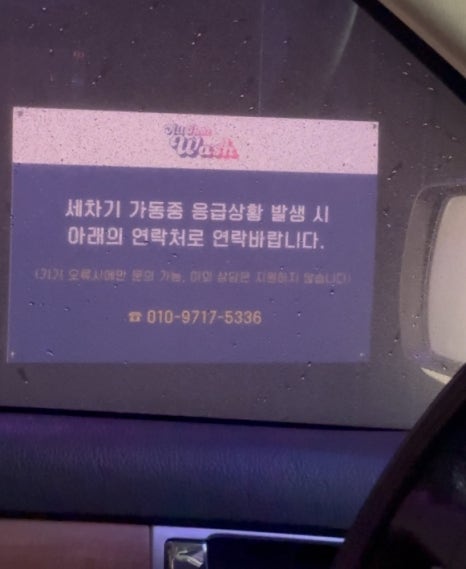 All That
Wash
세차기 가동중 응급상황 발생 시
아래의 연락처로 연락바랍니다.
(기기 오류시에만 문의 가능, 이외 상담은 지원하지 않습니다)
☎ 010-9717-5336